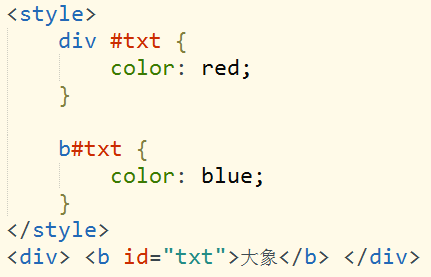 <style>
    div #txt {
        color: red;
    }

    b#txt {
        color: blue;
    }
</style>
<div> <b id="txt">大象</b> </div>